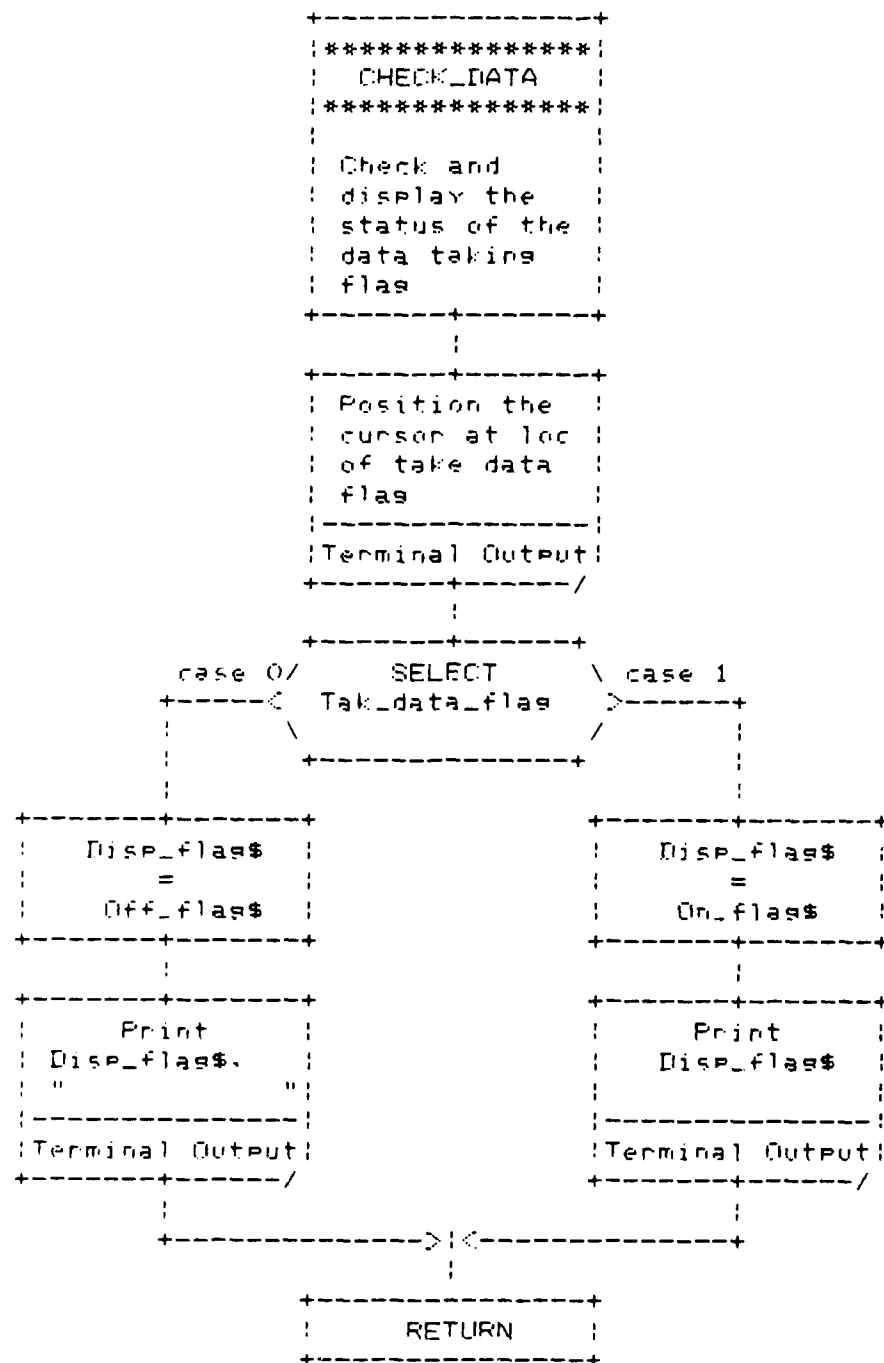 ***************
CHECK_DATA
***************
Check and
display the
status of the
data taking
flag
Position the
cursor at loc
of take data
flag
Terminal Output
case 0
SELECT
case 1
Tak_data_flag
Disp_flag$
=
Off_flag$
Disp_flag$
=
On_flag$
Print
Disp_flag$,
" "
Terminal Output
Print
Disp_flag$
Terminal Output
RETURN